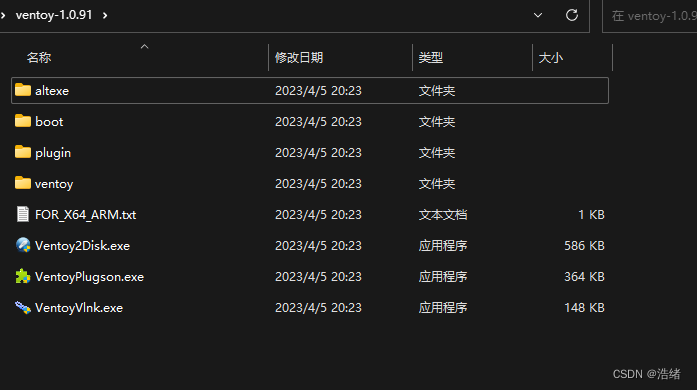 ventoy-1.0.91
在 ventoy-1.0.9
名称 修改日期 类型 大小
altexe 2023/4/5 20:23 文件夹
boot 2023/4/5 20:23 文件夹
plugin 2023/4/5 20:23 文件夹
ventoy 2023/4/5 20:23 文件夹
FOR_X64_ARM.txt 2023/4/5 20:23 文本文档 1 KB
Ventoy2Disk.exe 2023/4/5 20:23 应用程序 586 KB
VentoyPlugson.exe 2023/4/5 20:23 应用程序 364 KB
VentoyVlnk.exe 2023/4/5 20:23 应用程序 148 KB
CSDN @浩绪